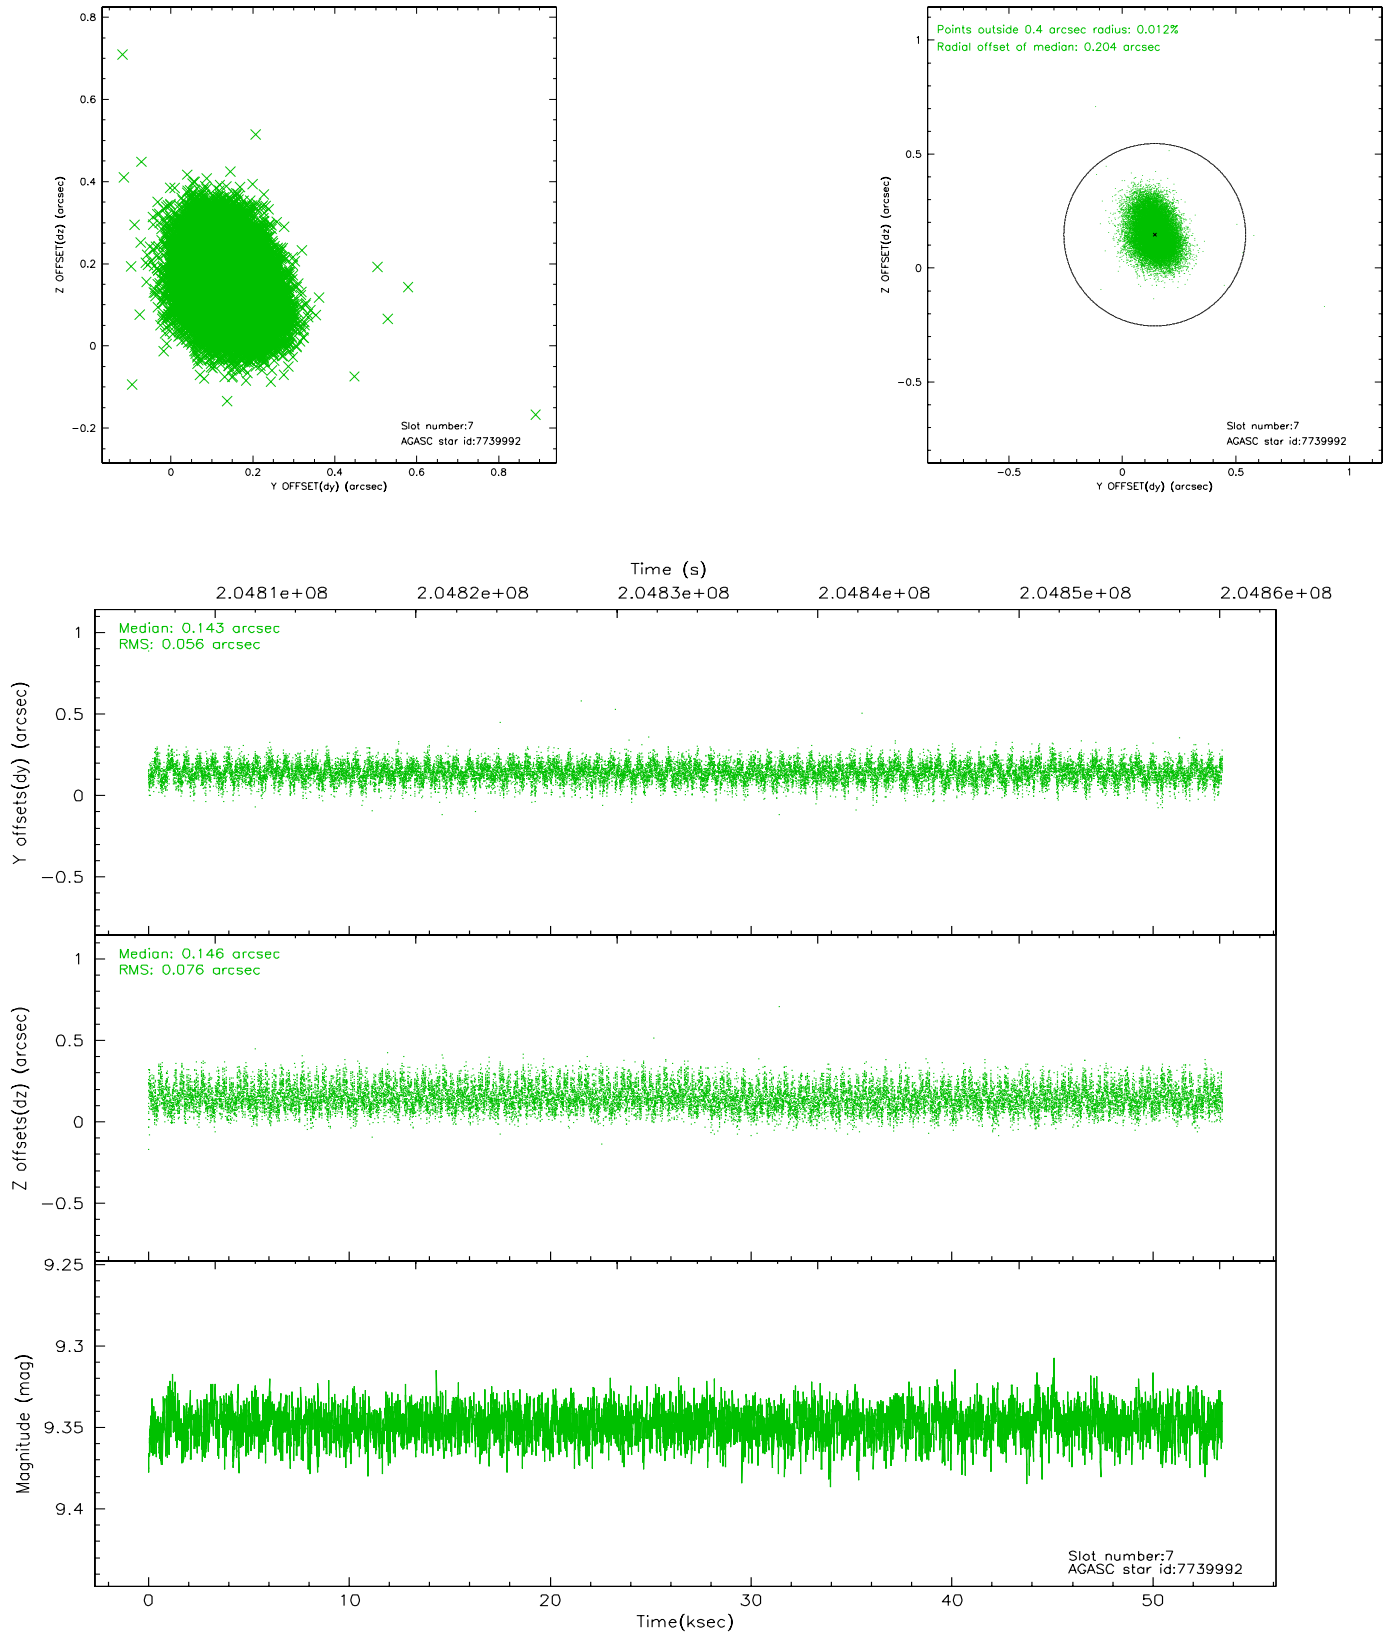 0.8
0.6
0.4
0.2
0
−0.2
Z OFFSET(dz) (arcsec)
0
0.2
0.4
0.6
0.8
Y OFFSET(dy) (arcsec)
Slot number:7
AGASC star id:7739992
Points outside 0.4 arcsec radius: 0.012%
Radial offset of median: 0.204 arcsec
1
0.5
0
−0.5
Z OFFSET(dz) (arcsec)
−0.5
0
0.5
1
Y OFFSET(dy) (arcsec)
Slot number:7
AGASC star id:7739992
Time (s)
2.0481e+08
2.0482e+08
2.0483e+08
2.0484e+08
2.0485e+08
2.0486e+08
Median: 0.143 arcsec
RMS: 0.056 arcsec
1
0.5
0
−0.5
Y offsets(dy) (arcsec)
Median: 0.146 arcsec
RMS: 0.076 arcsec
1
0.5
0
−0.5
Z offsets(dz) (arcsec)
9.25
9.3
9.35
9.4
Magnitude (mag)
Slot number:7
AGASC star id:7739992
0
10
20
30
40
50
Time(ksec)